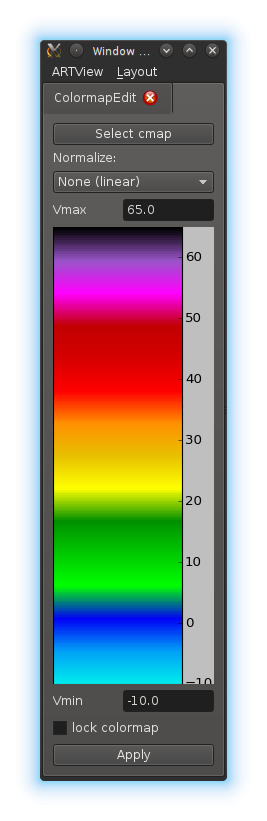 Window ...
ARTView Layout
ColormapEdit
Select cmap
Normalize:
None (linear)
Vmax 65.0
60
50
40
30
20
10
0
−10
Vmin -10.0
lock colormap
Apply